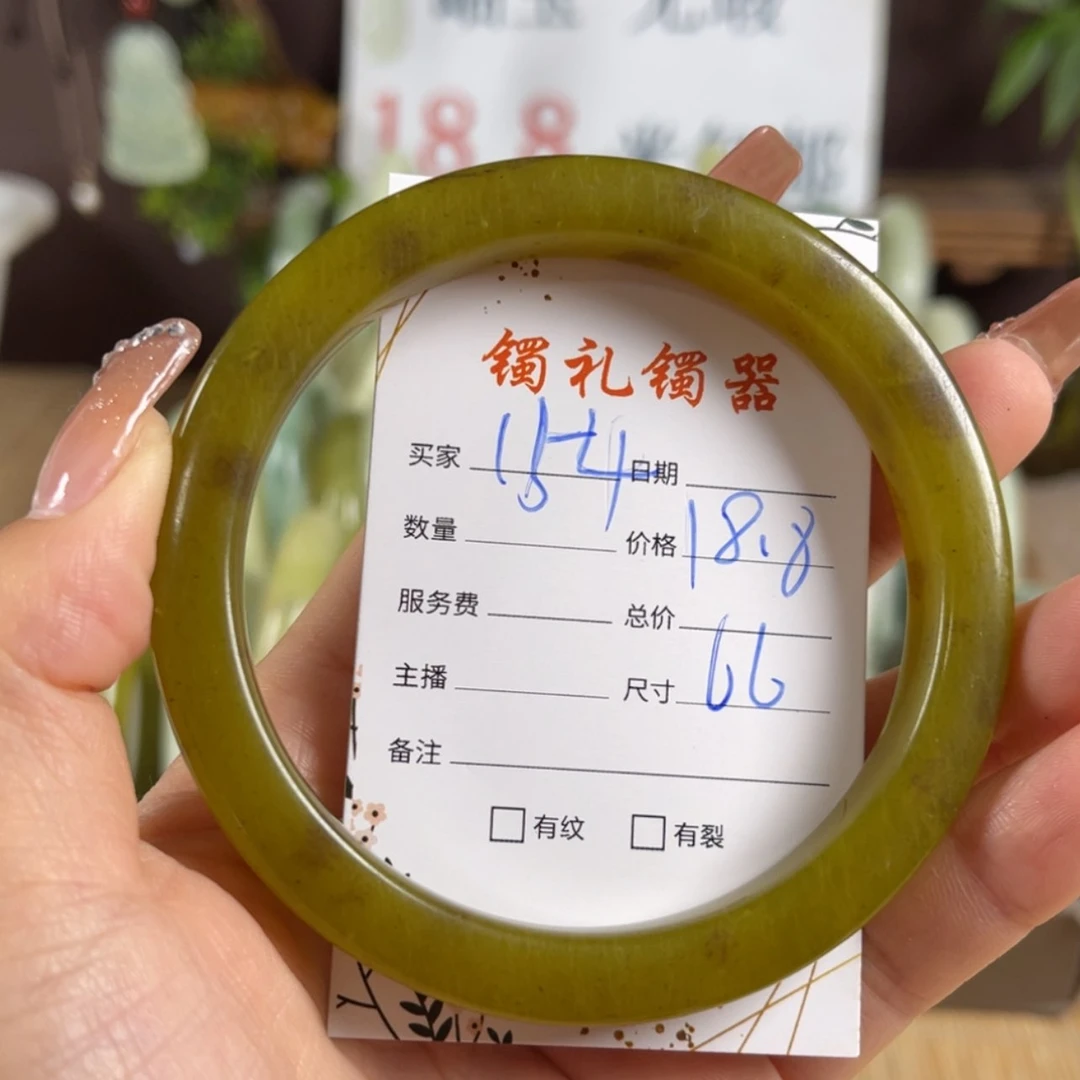 18.8
镯礼镯器
买家 154 日期
数量 价格 18.8
服务费 总价
主播 尺寸 66
备注
有纹 有裂